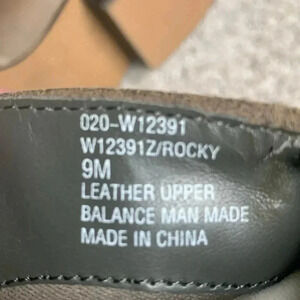 020-W12391
W12391Z/ROCKY
9M
LEATHER UPPER
BALANCE MAN MADE
MADE IN CHINA